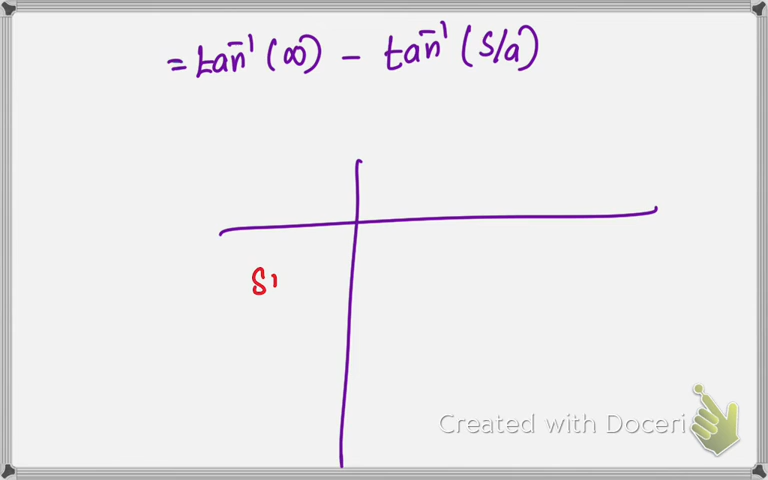 = tan⁻¹ (∞) − tan⁻¹ (s/a)
Created with Doceri